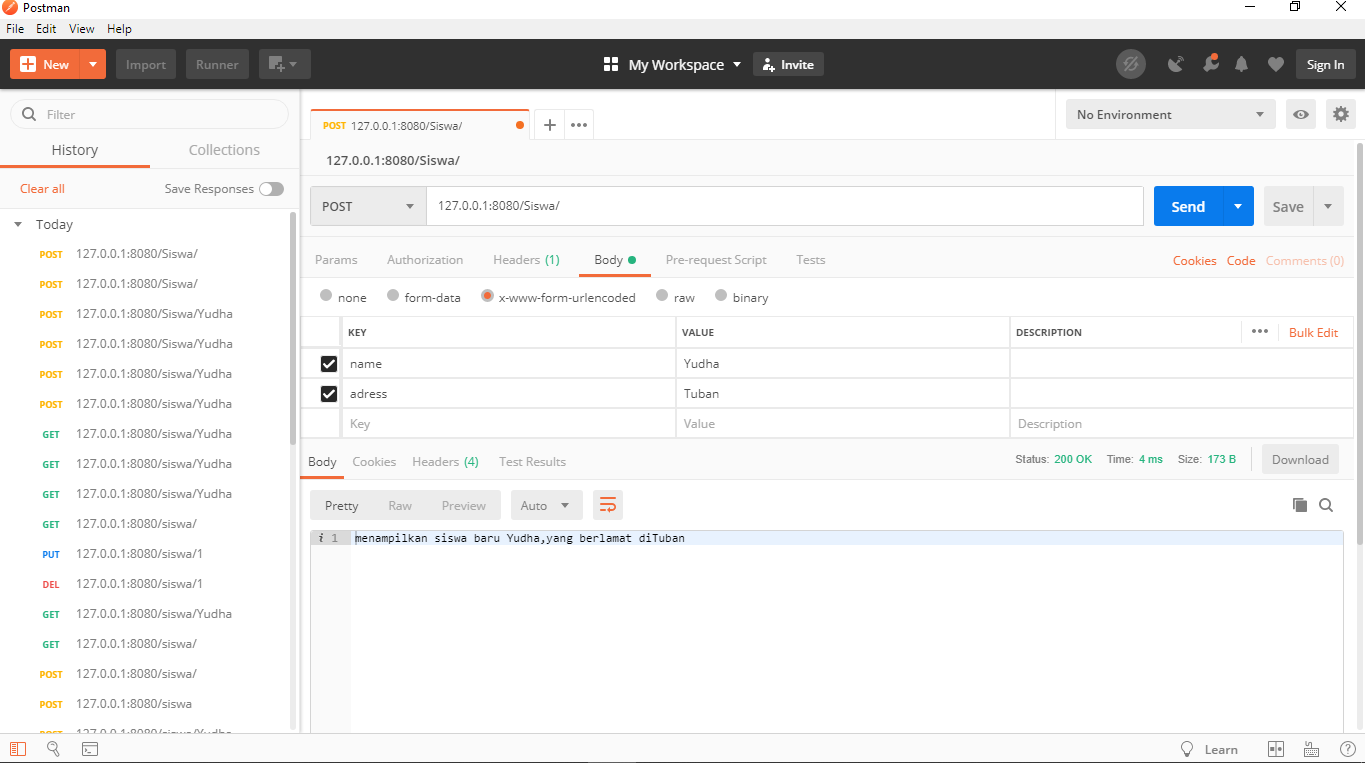 Postman
File Edit View Help
New Import Runner My Workspace Invite Sign In
Filter
History Collections
Clear all Save Responses
Today
POST 127.0.0.1:8080/Siswa/
POST 127.0.0.1:8080/Siswa/
POST 127.0.0.1:8080/Siswa/Yudha
POST 127.0.0.1:8080/Siswa/Yudha
POST 127.0.0.1:8080/siswa/Yudha
POST 127.0.0.1:8080/siswa/Yudha
GET 127.0.0.1:8080/siswa/Yudha
GET 127.0.0.1:8080/siswa/Yudha
GET 127.0.0.1:8080/siswa/Yudha
GET 127.0.0.1:8080/siswa/
PUT 127.0.0.1:8080/siswa/1
DEL 127.0.0.1:8080/siswa/1
GET 127.0.0.1:8080/siswa/Yudha
GET 127.0.0.1:8080/siswa/
POST 127.0.0.1:8080/siswa/
POST 127.0.0.1:8080/siswa
POST 127.0.0.1:8080/siswa/Yudha
POST 127.0.0.1:8080/Siswa/
No Environment
127.0.0.1:8080/Siswa/
POST 127.0.0.1:8080/Siswa/ Send Save
Params Authorization Headers (1) Body Pre-request Script Tests Cookies Code Comments (0)
none form-data x-www-form-urlencoded raw binary
KEY VALUE DESCRIPTION Bulk Edit
name Yudha
adress Tuban
Key Value Description
Body Cookies Headers (4) Test Results Status: 200 OK Time: 4 ms Size: 173 B Download
Pretty Raw Preview Auto
i 1 menampilkan siswa baru Yudha,yang berlamat diTuban
Learn